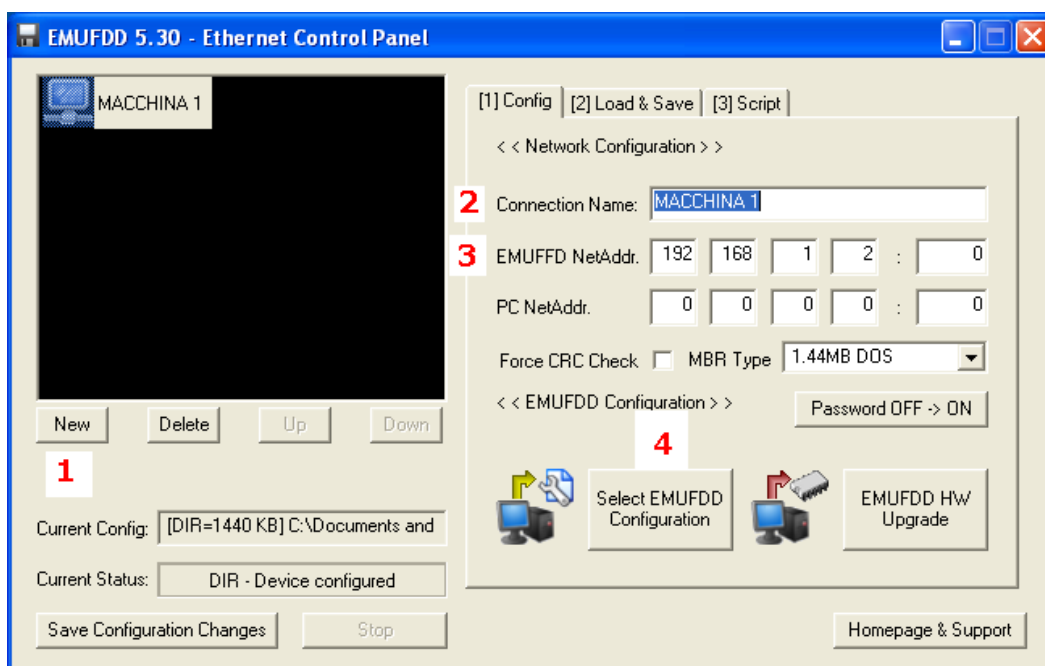 EMUFDD 5.30 - Ethernet Control Panel
MACCHINA 1
New Delete Up Down
1
Current Config: [DIR=1440 KB] C:\Documents and
Current Status: DIR - Device configured
Save Configuration Changes Stop
[1] Config [2] Load & Save [3] Script
< < Network Configuration > >
2 Connection Name: MACCHINA 1
3 EMUFFD NetAddr. 192 168 1 2 : 0
PC NetAddr. 0 0 0 0 : 0
Force CRC Check MBR Type 1.44MB DOS
< < EMUFDD Configuration > > Password OFF -> ON
4
Select EMUFDD
Configuration
EMUFDD HW
Upgrade
Homepage & Support